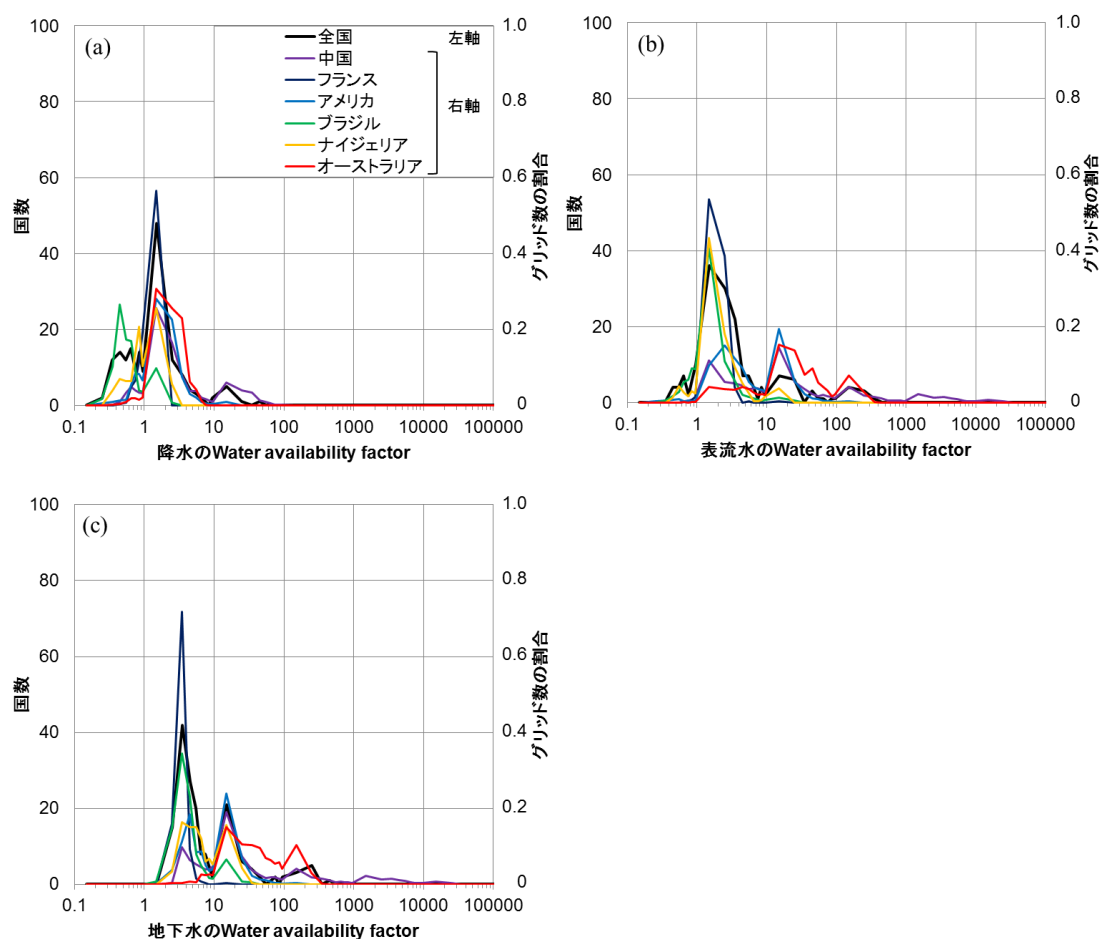 (a)
100
80
60
40
20
0
国数
1.0
0.8
0.6
0.4
0.2
0
グリッド数の割合
全国 左軸
中国
フランス
アメリカ
ブラジル
ナイジェリア
オーストラリア
右軸
0.1 1 10 100 1000 10000 100000
降水のWater availability factor
(b)
100
80
60
40
20
0
国数
1.0
0.8
0.6
0.4
0.2
0
グリッド数の割合
0.1 1 10 100 1000 10000 100000
表流水のWater availability factor
(c)
100
80
60
40
20
0
国数
1.0
0.8
0.6
0.4
0.2
0
グリッド数の割合
0.1 1 10 100 1000 10000 100000
地下水のWater availability factor